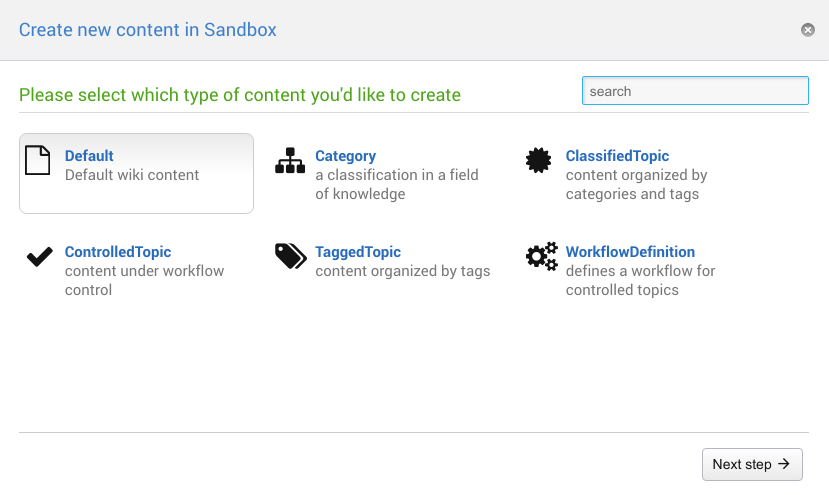 Create new content in Sandbox
Please select which type of content you'd like to create
search
Default
Default wiki content
Category
a classification in a field
of knowledge
ClassifiedTopic
content organized by
categories and tags
ControlledTopic
content under workflow
control
TaggedTopic
content organized by tags
WorkflowDefinition
defines a workflow for
controlled topics
Next step